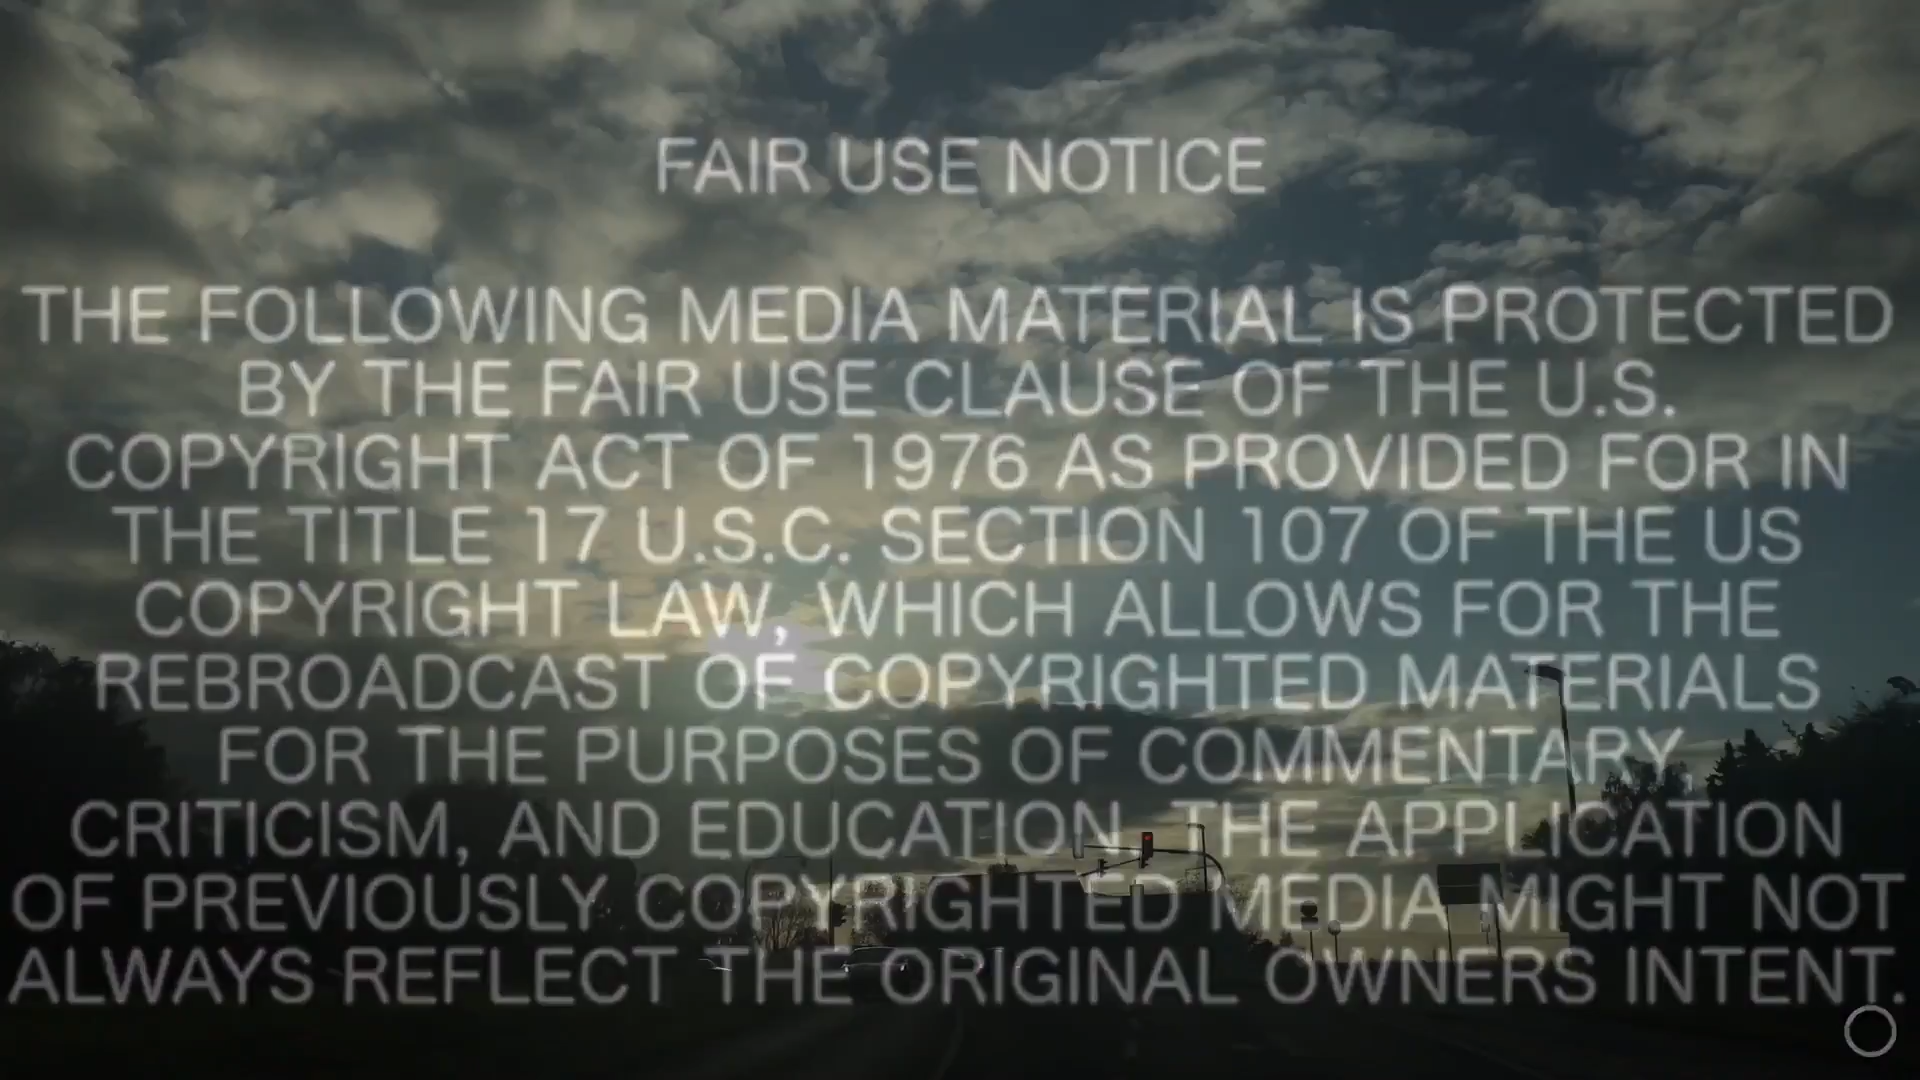 FAIR USE NOTICE
THE FOLLOWING MEDIA MATERIAL IS PROTECTED
BY THE FAIR USE CLAUSE OF THE U.S.
COPYRIGHT ACT OF 1976 AS PROVIDED FOR IN
THE TITLE 17 U.S.C. SECTION 107 OF THE US
COPYRIGHT LAW, WHICH ALLOWS FOR THE
REBROADCAST OF COPYRIGHTED MATERIALS
FOR THE PURPOSES OF COMMENTARY,
CRITICISM, AND EDUCATION. THE APPLICATION
OF PREVIOUSLY COPYRIGHTED MEDIA MIGHT NOT
ALWAYS REFLECT THE ORIGINAL OWNERS INTENT.